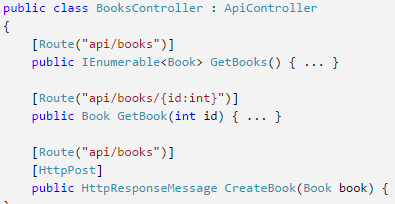 public class BooksController : ApiController
{
    [Route("api/books")]
    public IEnumerable<Book> GetBooks() { ... }

    [Route("api/books/{id:int}")]
    public Book GetBook(int id) { ... }

    [Route("api/books")]
    [HttpPost]
    public HttpResponseMessage CreateBook(Book book) {